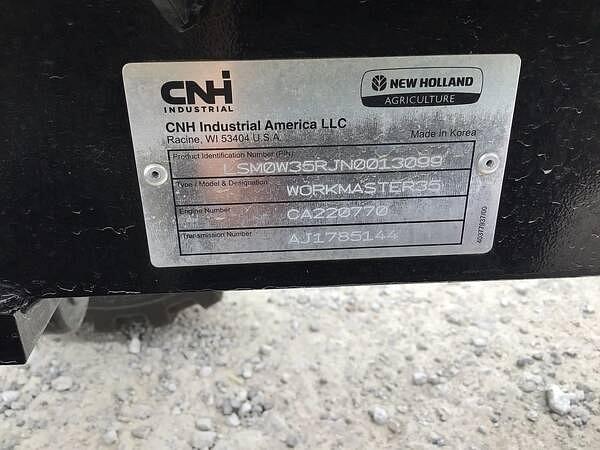 CNH
INDUSTRIAL
NEW HOLLAND
AGRICULTURE
CNH Industrial America LLC
Racine, WI 53404 U.S.A.
Made in Korea
Product Identification Number (PIN)
LSM0W35RJN0013099
Type / Model & Designation
WORKMASTER35
Engine Number
CA220770
Transmission Number
AJ1785144